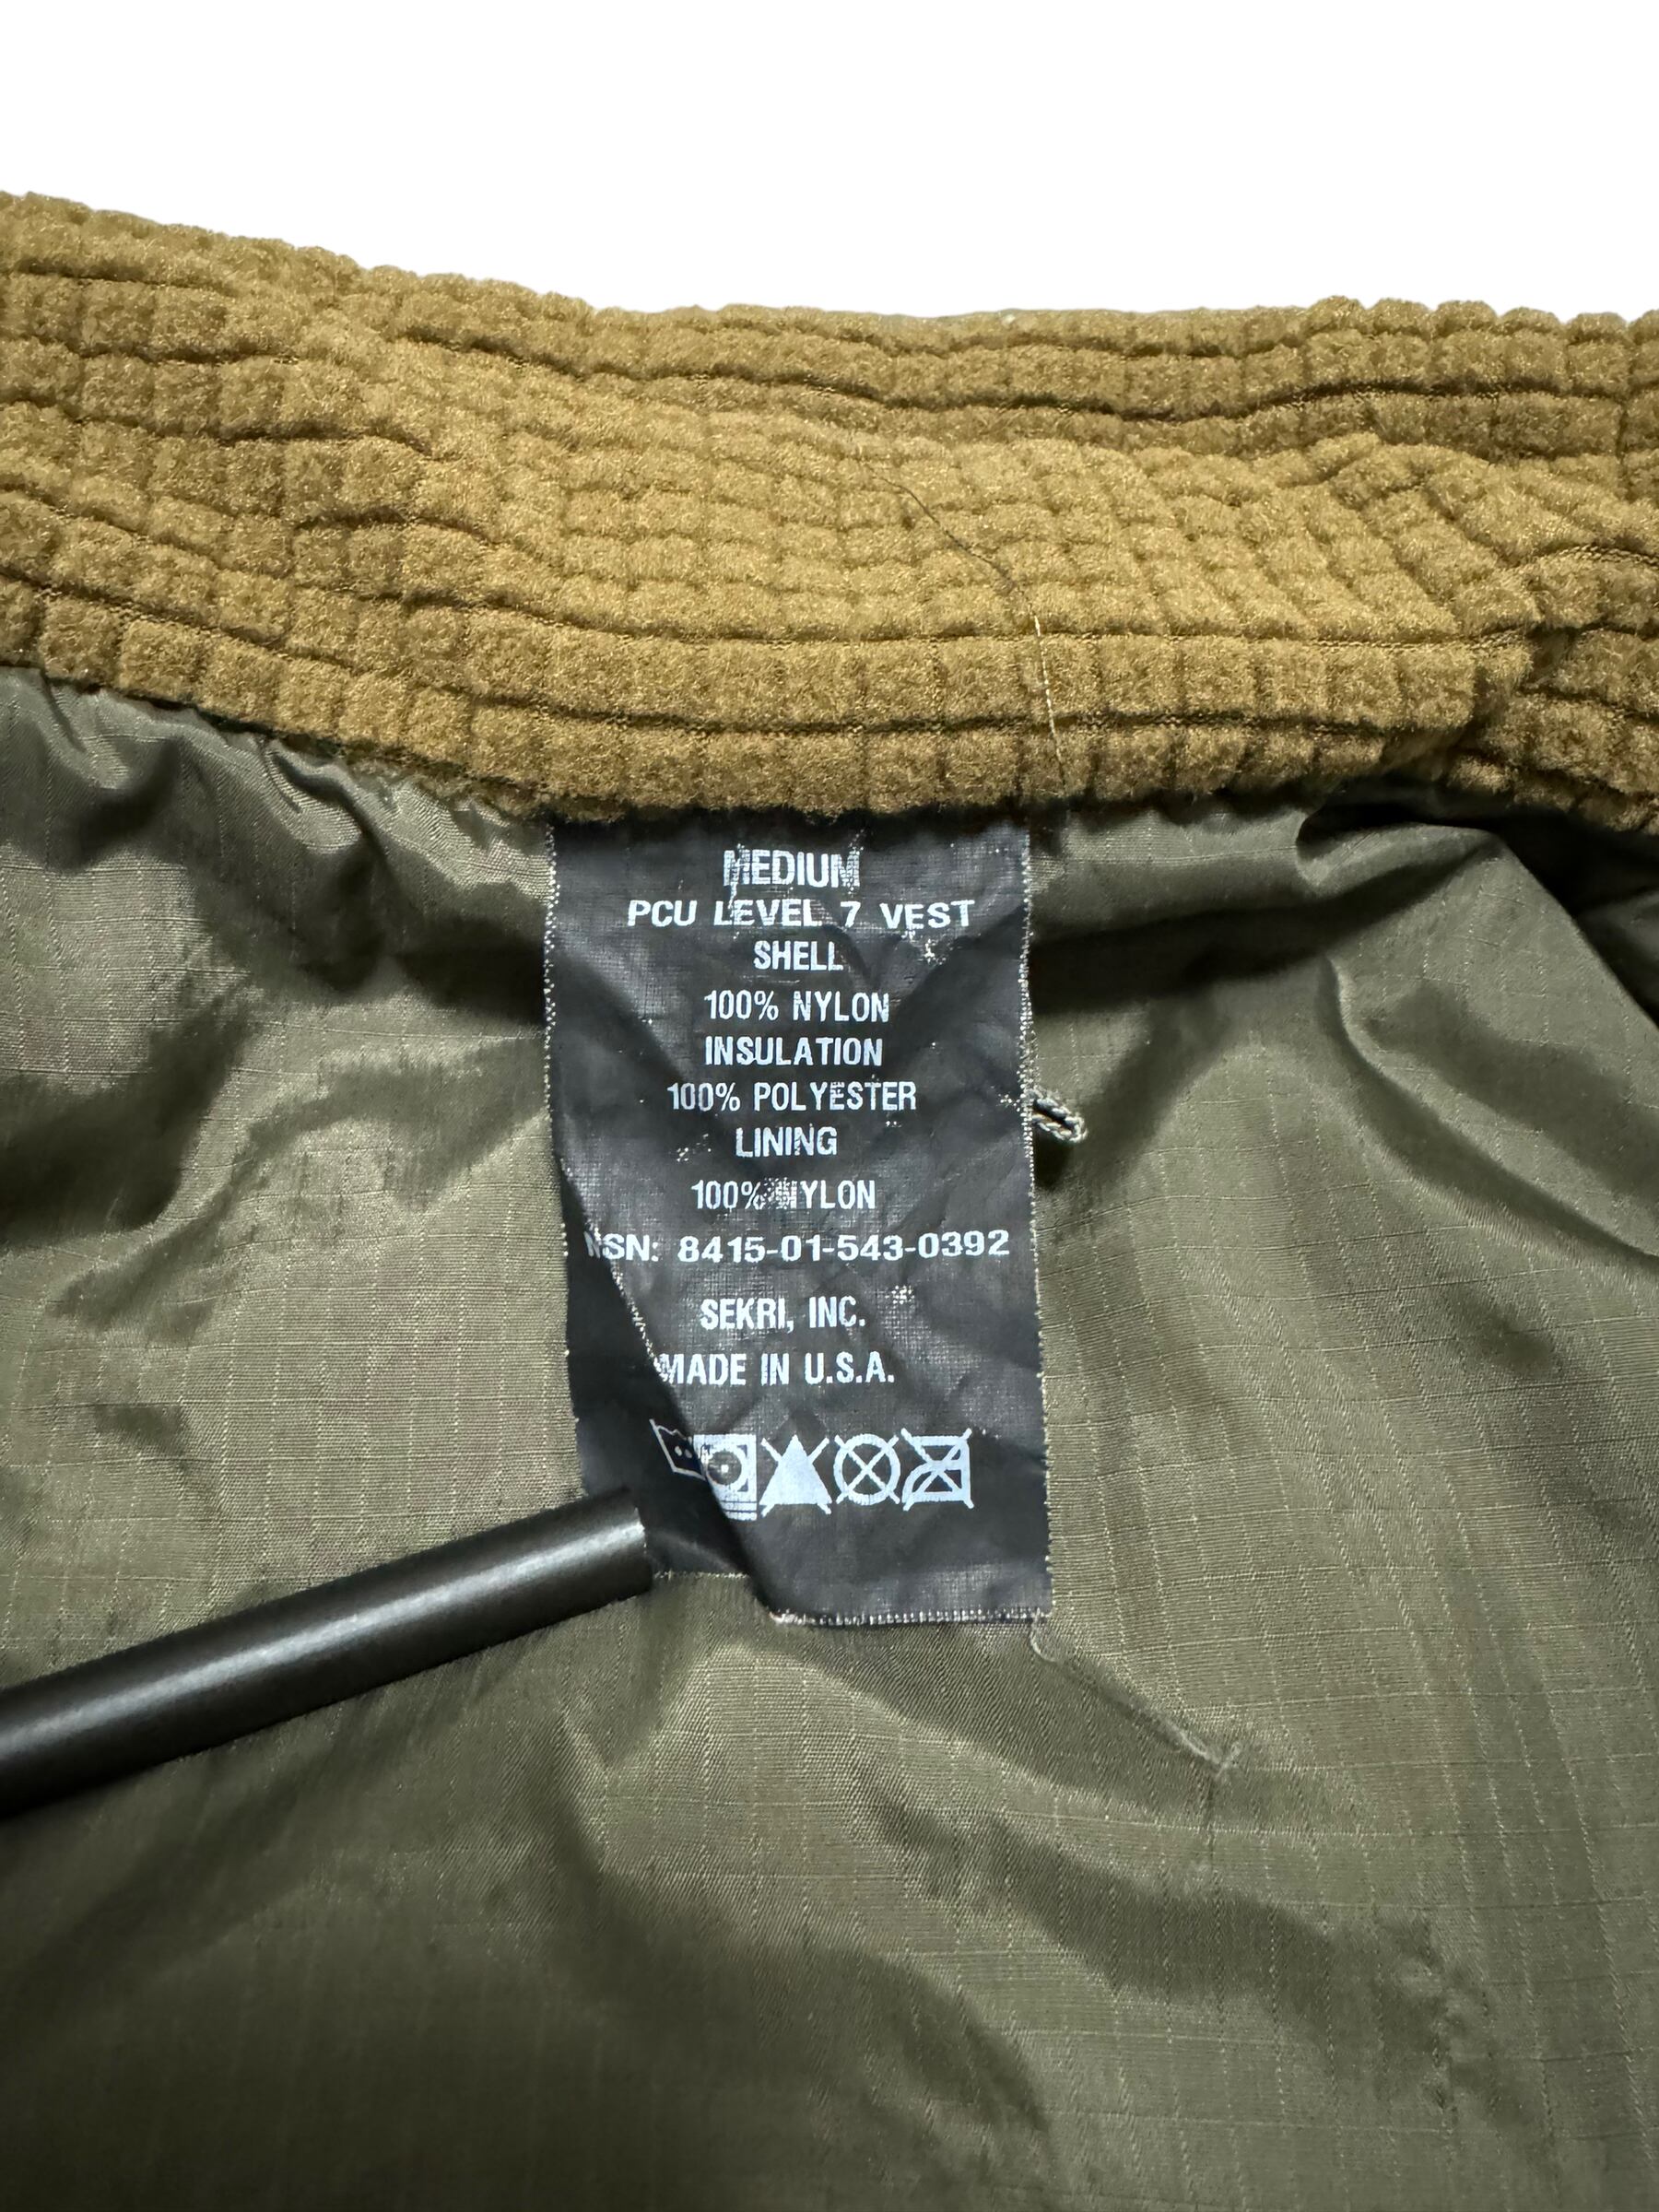 MEDIUM
PCU LEVEL 7 VEST
SHELL
100% NYLON
INSULATION
100% POLYESTER
LINING
100% NYLON
NSN: 8415-01-543-0392
SEKRI, INC.
MADE IN U.S.A.